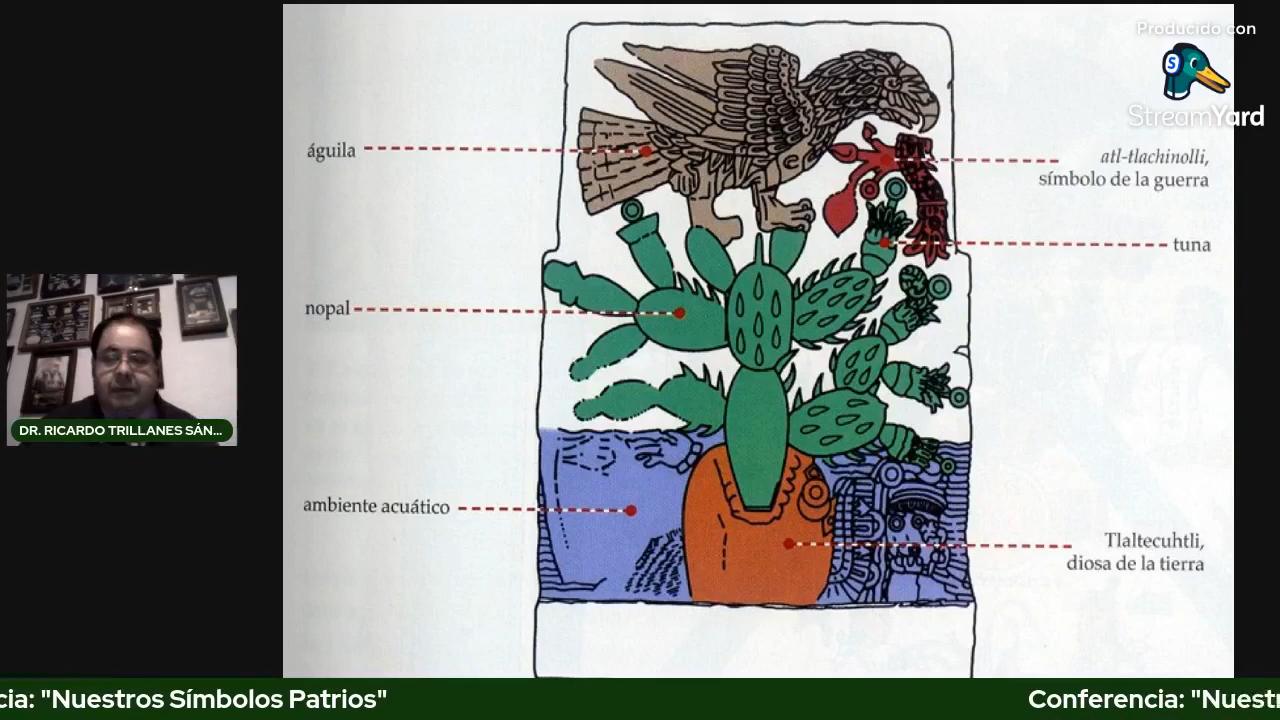 Producido con
StreamYard
águila
atl-tlachinolli,
símbolo de la guerra
tuna
nopal
DR. RICARDO TRILLANES SÁN...
ambiente acuático
Tlaltecuhtli,
diosa de la tierra
cia: "Nuestros Símbolos Patrios"
Conferencia: "Nuestr